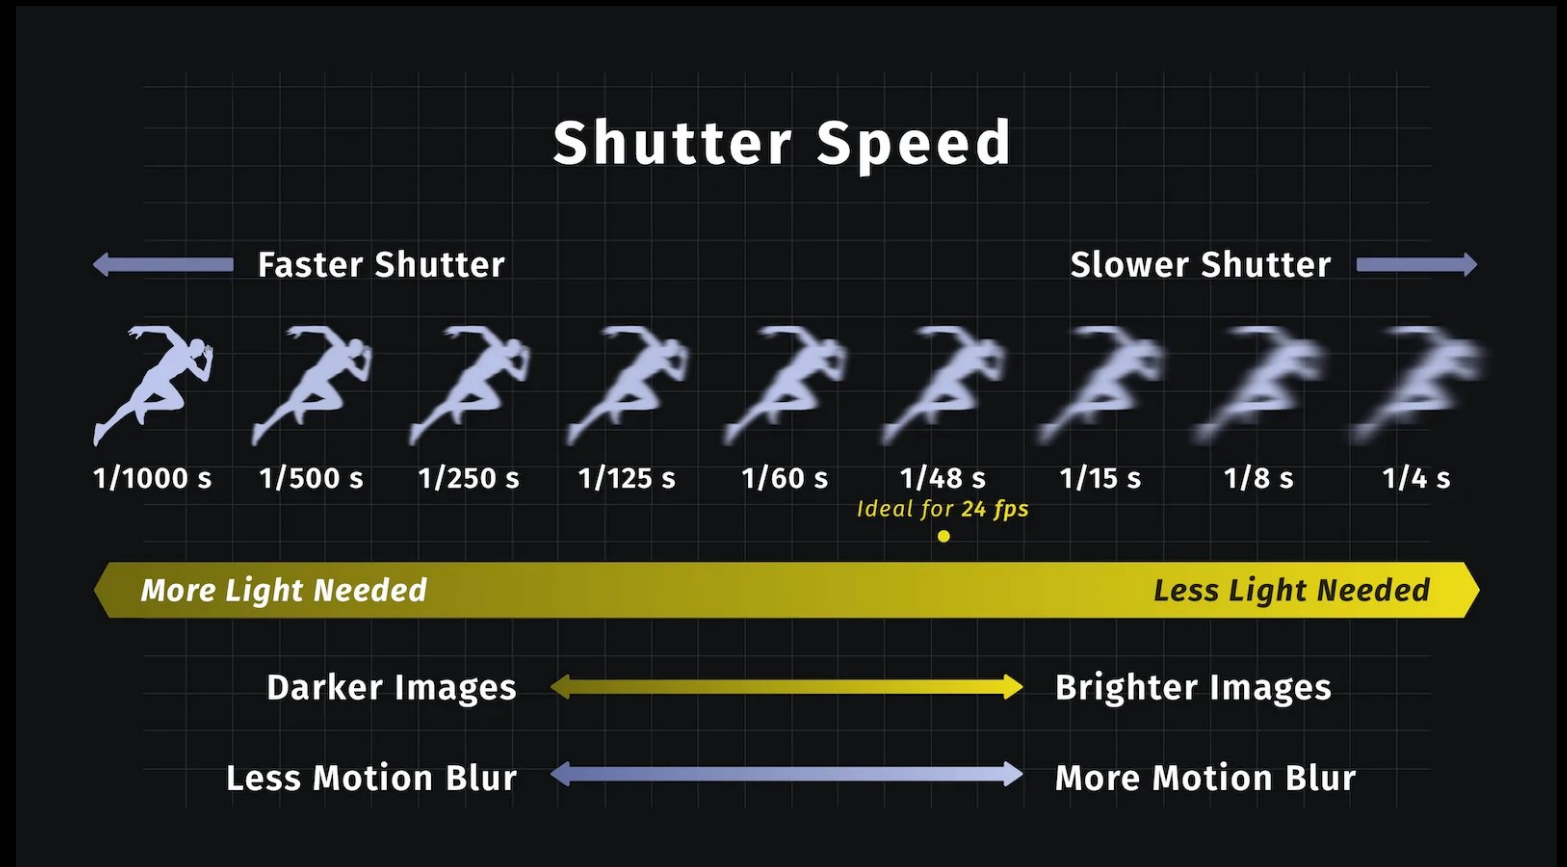 Shutter Speed
Faster Shutter
Slower Shutter
1/1000 s
1/500 s
1/250 s
1/125 s
1/60 s
1/48 s
1/15 s
1/8 s
1/4 s
Ideal for 24 fps
More Light Needed
Less Light Needed
Darker Images
Brighter Images
Less Motion Blur
More Motion Blur